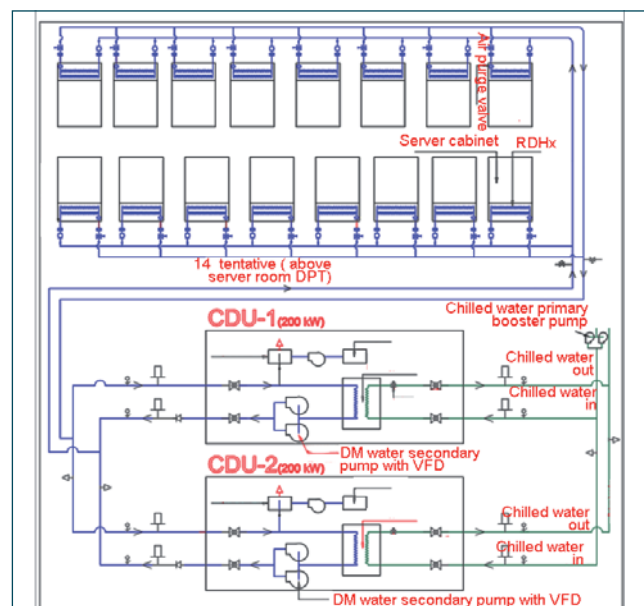 Air purge valve
Server cabinet
RDHx
14 tentative ( above
server room DPT)
Chilled water primary
booster pump
CDU-1 (200 kW)
Chilled water
out
Chilled water
in
DM water secondary
pump with VFD
CDU-2 (200 kW)
Chilled water
out
Chilled water
in
DM water secondary
pump with VFD